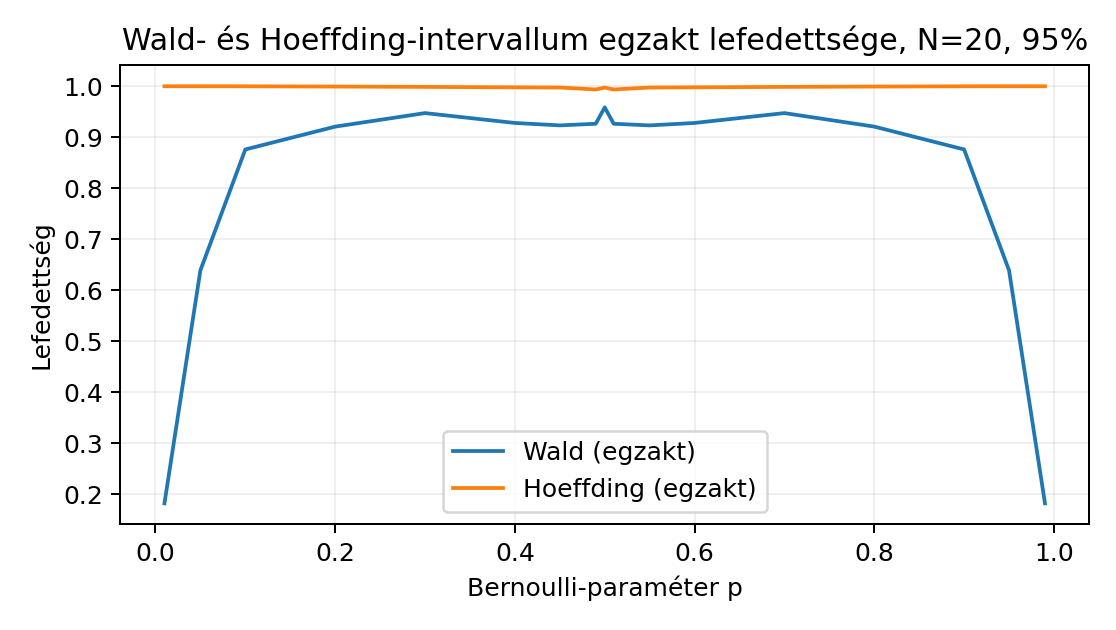 Wald- és Hoeffding-intervallum egzakt lefedettsége, N=20, 95%
Lefedettség
1.0
0.9
0.8
0.7
0.6
0.5
0.4
0.3
0.2
Wald (egzakt)
Hoeffding (egzakt)
0.0 0.2 0.4 0.6 0.8 1.0
Bernoulli-paraméter p